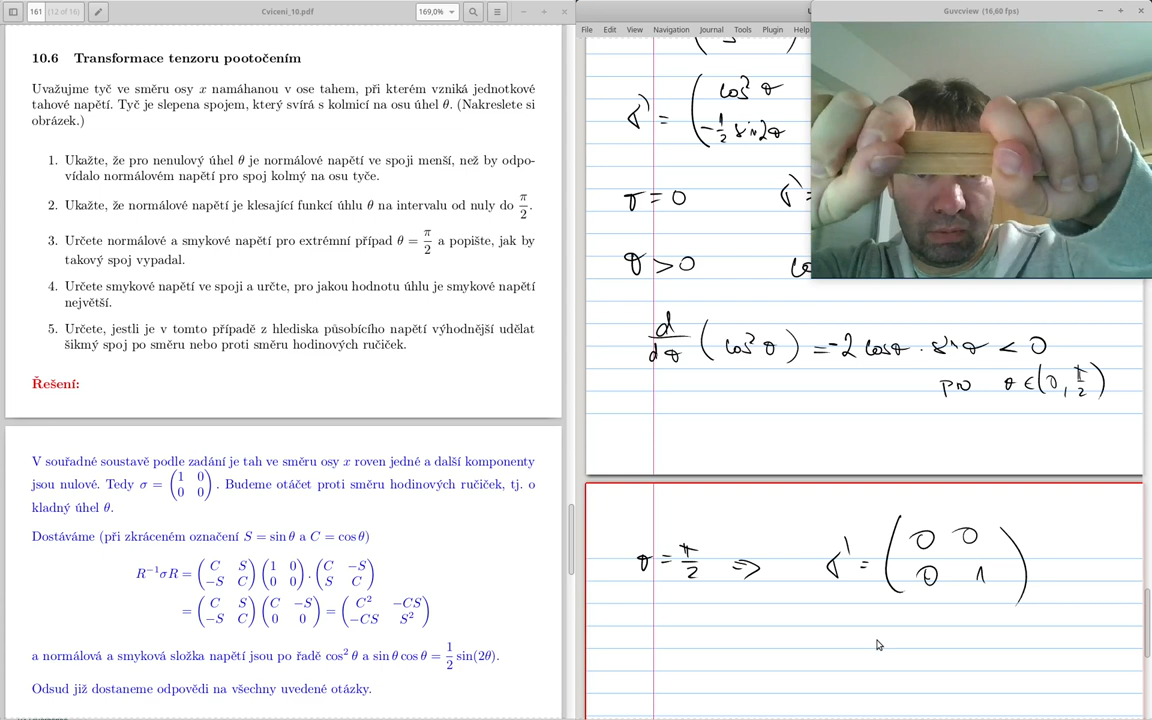 161 (12 of 16)
Cviceni_10.pdf
169,0%
10.6 Transformace tenzoru pootočením
Uvažujme tyč ve směru osy x namáhanou v ose tahem, při kterém vzniká jednotkové
tahové napětí. Tyč je slepena spojem, který svírá s kolmicí na osu úhel θ. (Nakreslete si
obrázek.)
1. Ukažte, že pro nenulový úhel θ je normálové napětí ve spoji menší, než by odpo-
vídalo normálovém napětí pro spoj kolmý na osu tyče.
2. Ukažte, že normálové napětí je klesající funkcí úhlu θ na intervalu od nuly do π/2.
3. Určete normálové a smykové napětí pro extrémní případ θ = π/2 a popište, jak by
takový spoj vypadal.
4. Určete smykové napětí ve spoji a určte, pro jakou hodnotu úhlu je smykové napětí
největší.
5. Určete, jestli je v tomto případě z hlediska působícího napětí výhodnější udělat
šikmý spoj po směru nebo proti směru hodinových ručiček.
Řešení:
V souřadné soustavě podle zadání je tah ve směru osy x roven jedné a další komponenty
jsou nulové. Tedy σ = (1 0; 0 0). Budeme otáčet proti směru hodinových ručiček, tj. o
kladný úhel θ.
Dostáváme (při zkráceném označení S = sin θ a C = cos θ)
R⁻¹σR = (C S; −S C) (1 0; 0 0) · (C −S; S C)
= (C S; −S C) (C −S; 0 0) = (C² −CS; −CS S²)
a normálová a smyková složka napětí jsou po řadě cos² θ a sin θ cos θ = 1/2 sin(2θ).
Odsud již dostaneme odpovědi na všechny uvedené otázky.
Guvcview (16,60 fps)
File Edit View Navigation Journal Tools Plugin Help
σ' = (cos² θ
−1/2 sin2θ
θ = 0 σ' =
θ > 0
d/dθ (cos² θ) = −2 cosθ · sinθ < 0
pro θ ∈ (0, π/2)
θ = π/2 ⇒ σ' = (0 0; 0 1)